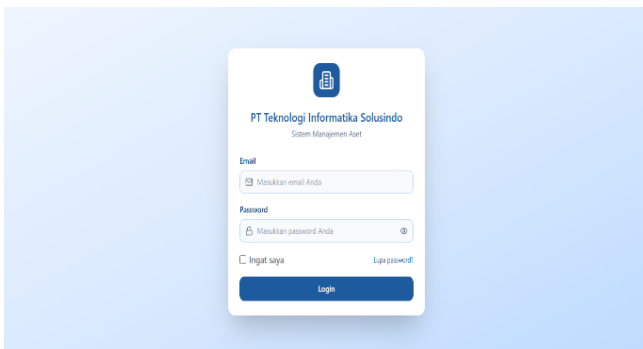 PT Teknologi Informatika Solusindo
Sistem Manajemen Aset
Email
Masukkan email Anda
Password
Masukkan password Anda
Ingat saya Lupa password?
Login